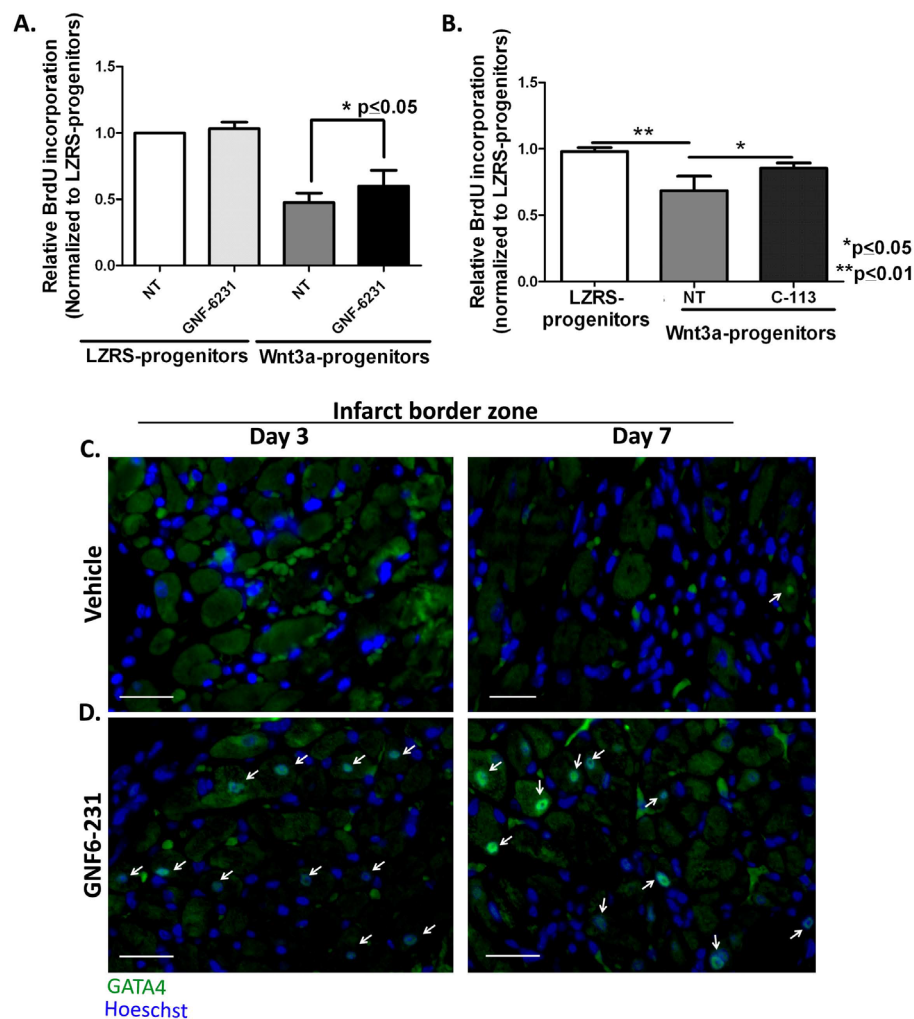 A.
Relative BrdU incorporation
(Normalized to LZRS-progenitors)
1.5
1.0
0.5
0.0
* p≤0.05
NT
GNF-6231
NT
GNF-6231
LZRS-progenitors
Wnt3a-progenitors
B.
Relative BrdU incorporation
(normalized to LZRS-progenitors)
1.5
1.0
0.5
0.0
**
*
*p≤0.05
**p≤0.01
LZRS-
progenitors
NT
C-113
Wnt3a-progenitors
Infarct border zone
Day 3
Day 7
C.
Vehicle
D.
GNF6-231
GATA4
Hoeschst